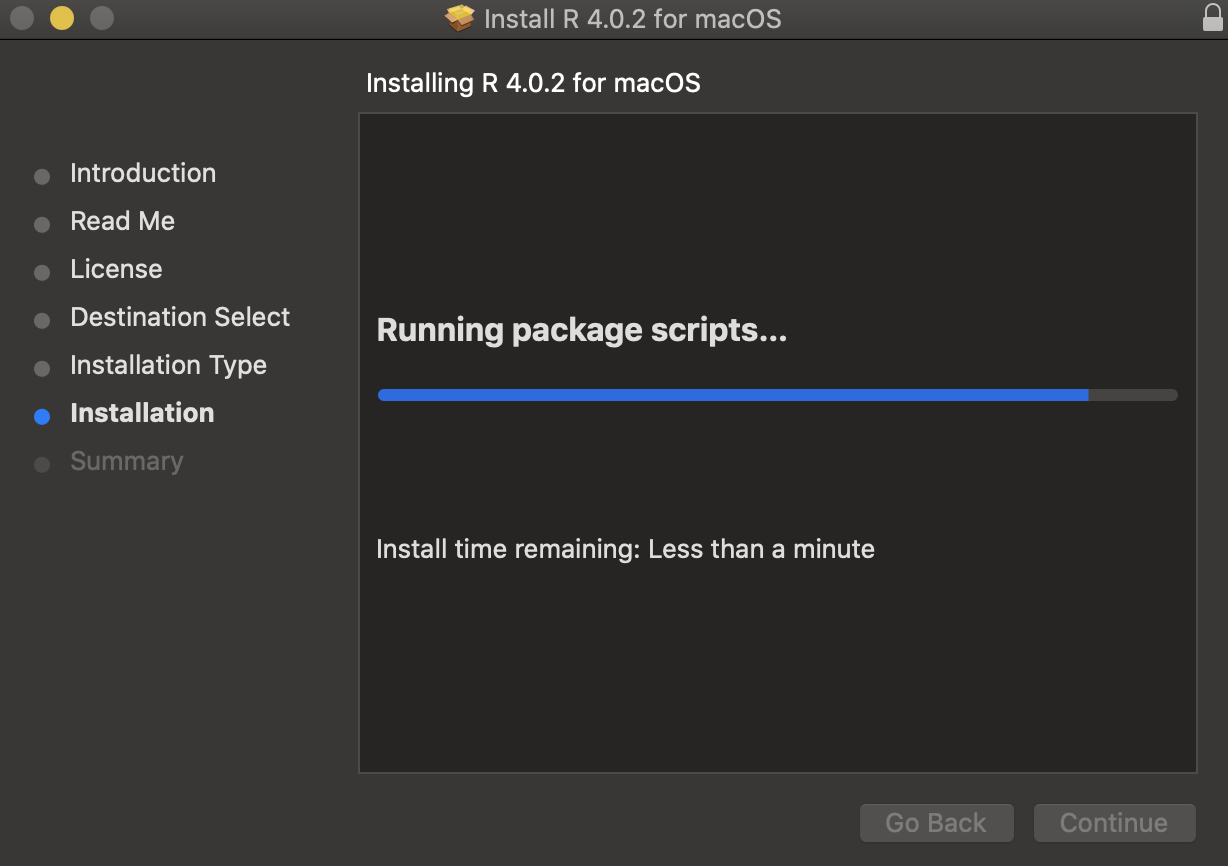 Install R 4.0.2 for macOS
Installing R 4.0.2 for macOS
Introduction
Read Me
License
Destination Select
Installation Type
Installation
Summary
Running package scripts...
Install time remaining: Less than a minute
Go Back
Continue